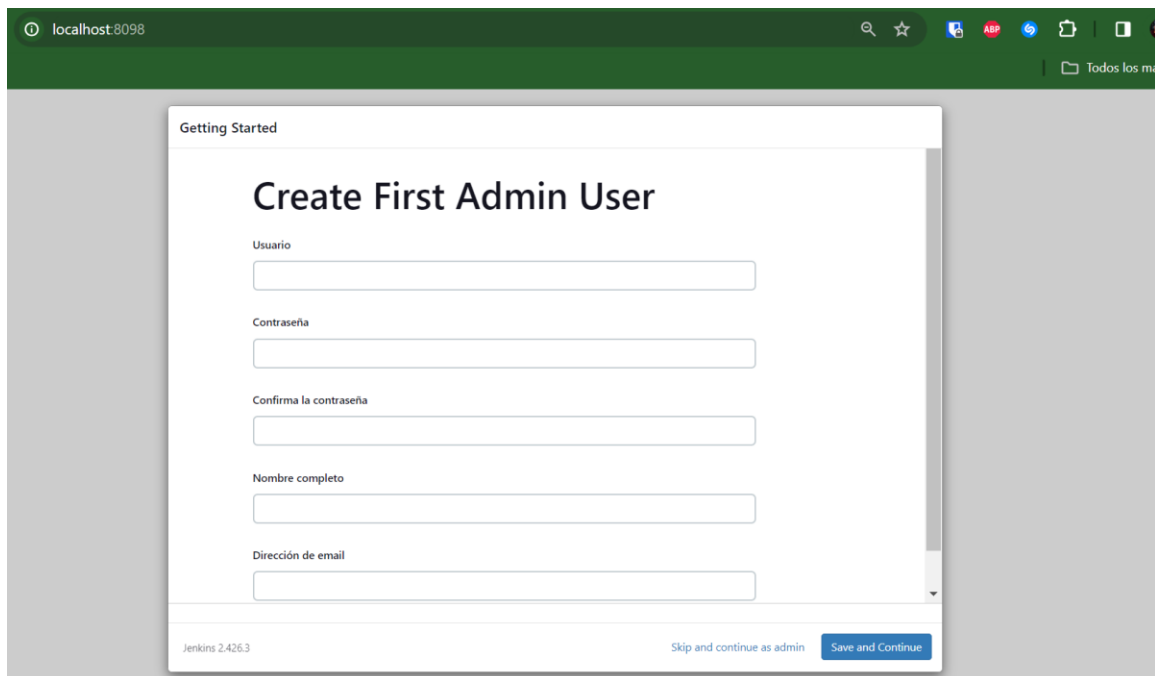 localhost:8098
ABP
Todos los ma
Getting Started
Create First Admin User
Usuario
Contraseña
Confirma la contraseña
Nombre completo
Dirección de email
Jenkins 2.426.3
Skip and continue as admin
Save and Continue